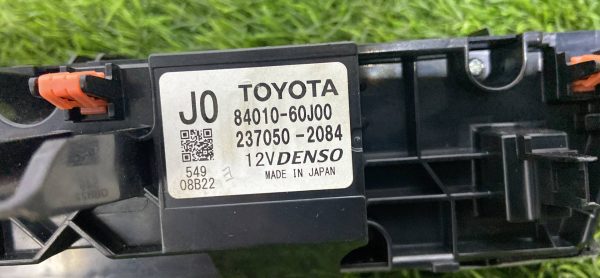 J0 TOYOTA
84010-60J00
237050-2084
12V DENSO
MADE IN JAPAN
549
08B22